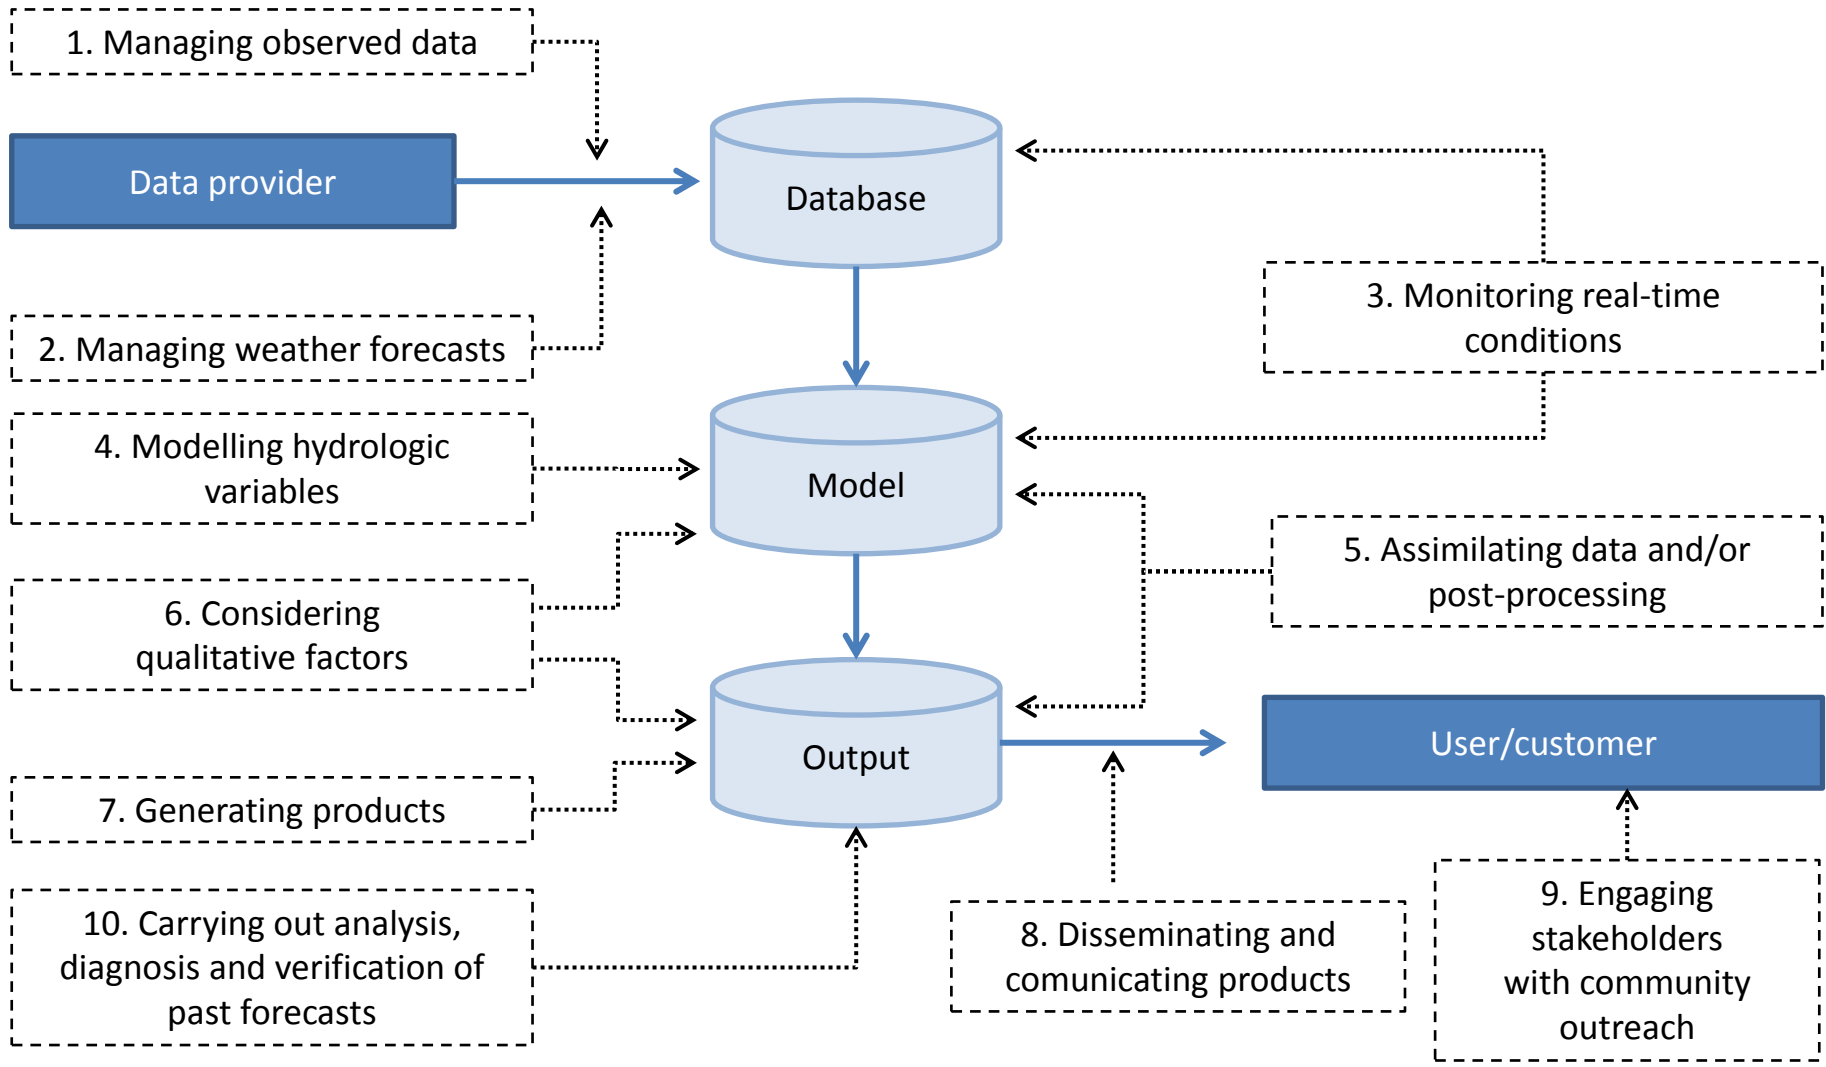 1. Managing observed data
Data provider
Database
2. Managing weather forecasts
3. Monitoring real-time
conditions
4. Modelling hydrologic
variables
Model
5. Assimilating data and/or
post-processing
6. Considering
qualitative factors
Output
User/customer
7. Generating products
8. Disseminating and
comunicating products
9. Engaging
stakeholders
with community
outreach
10. Carrying out analysis,
diagnosis and verification of
past forecasts